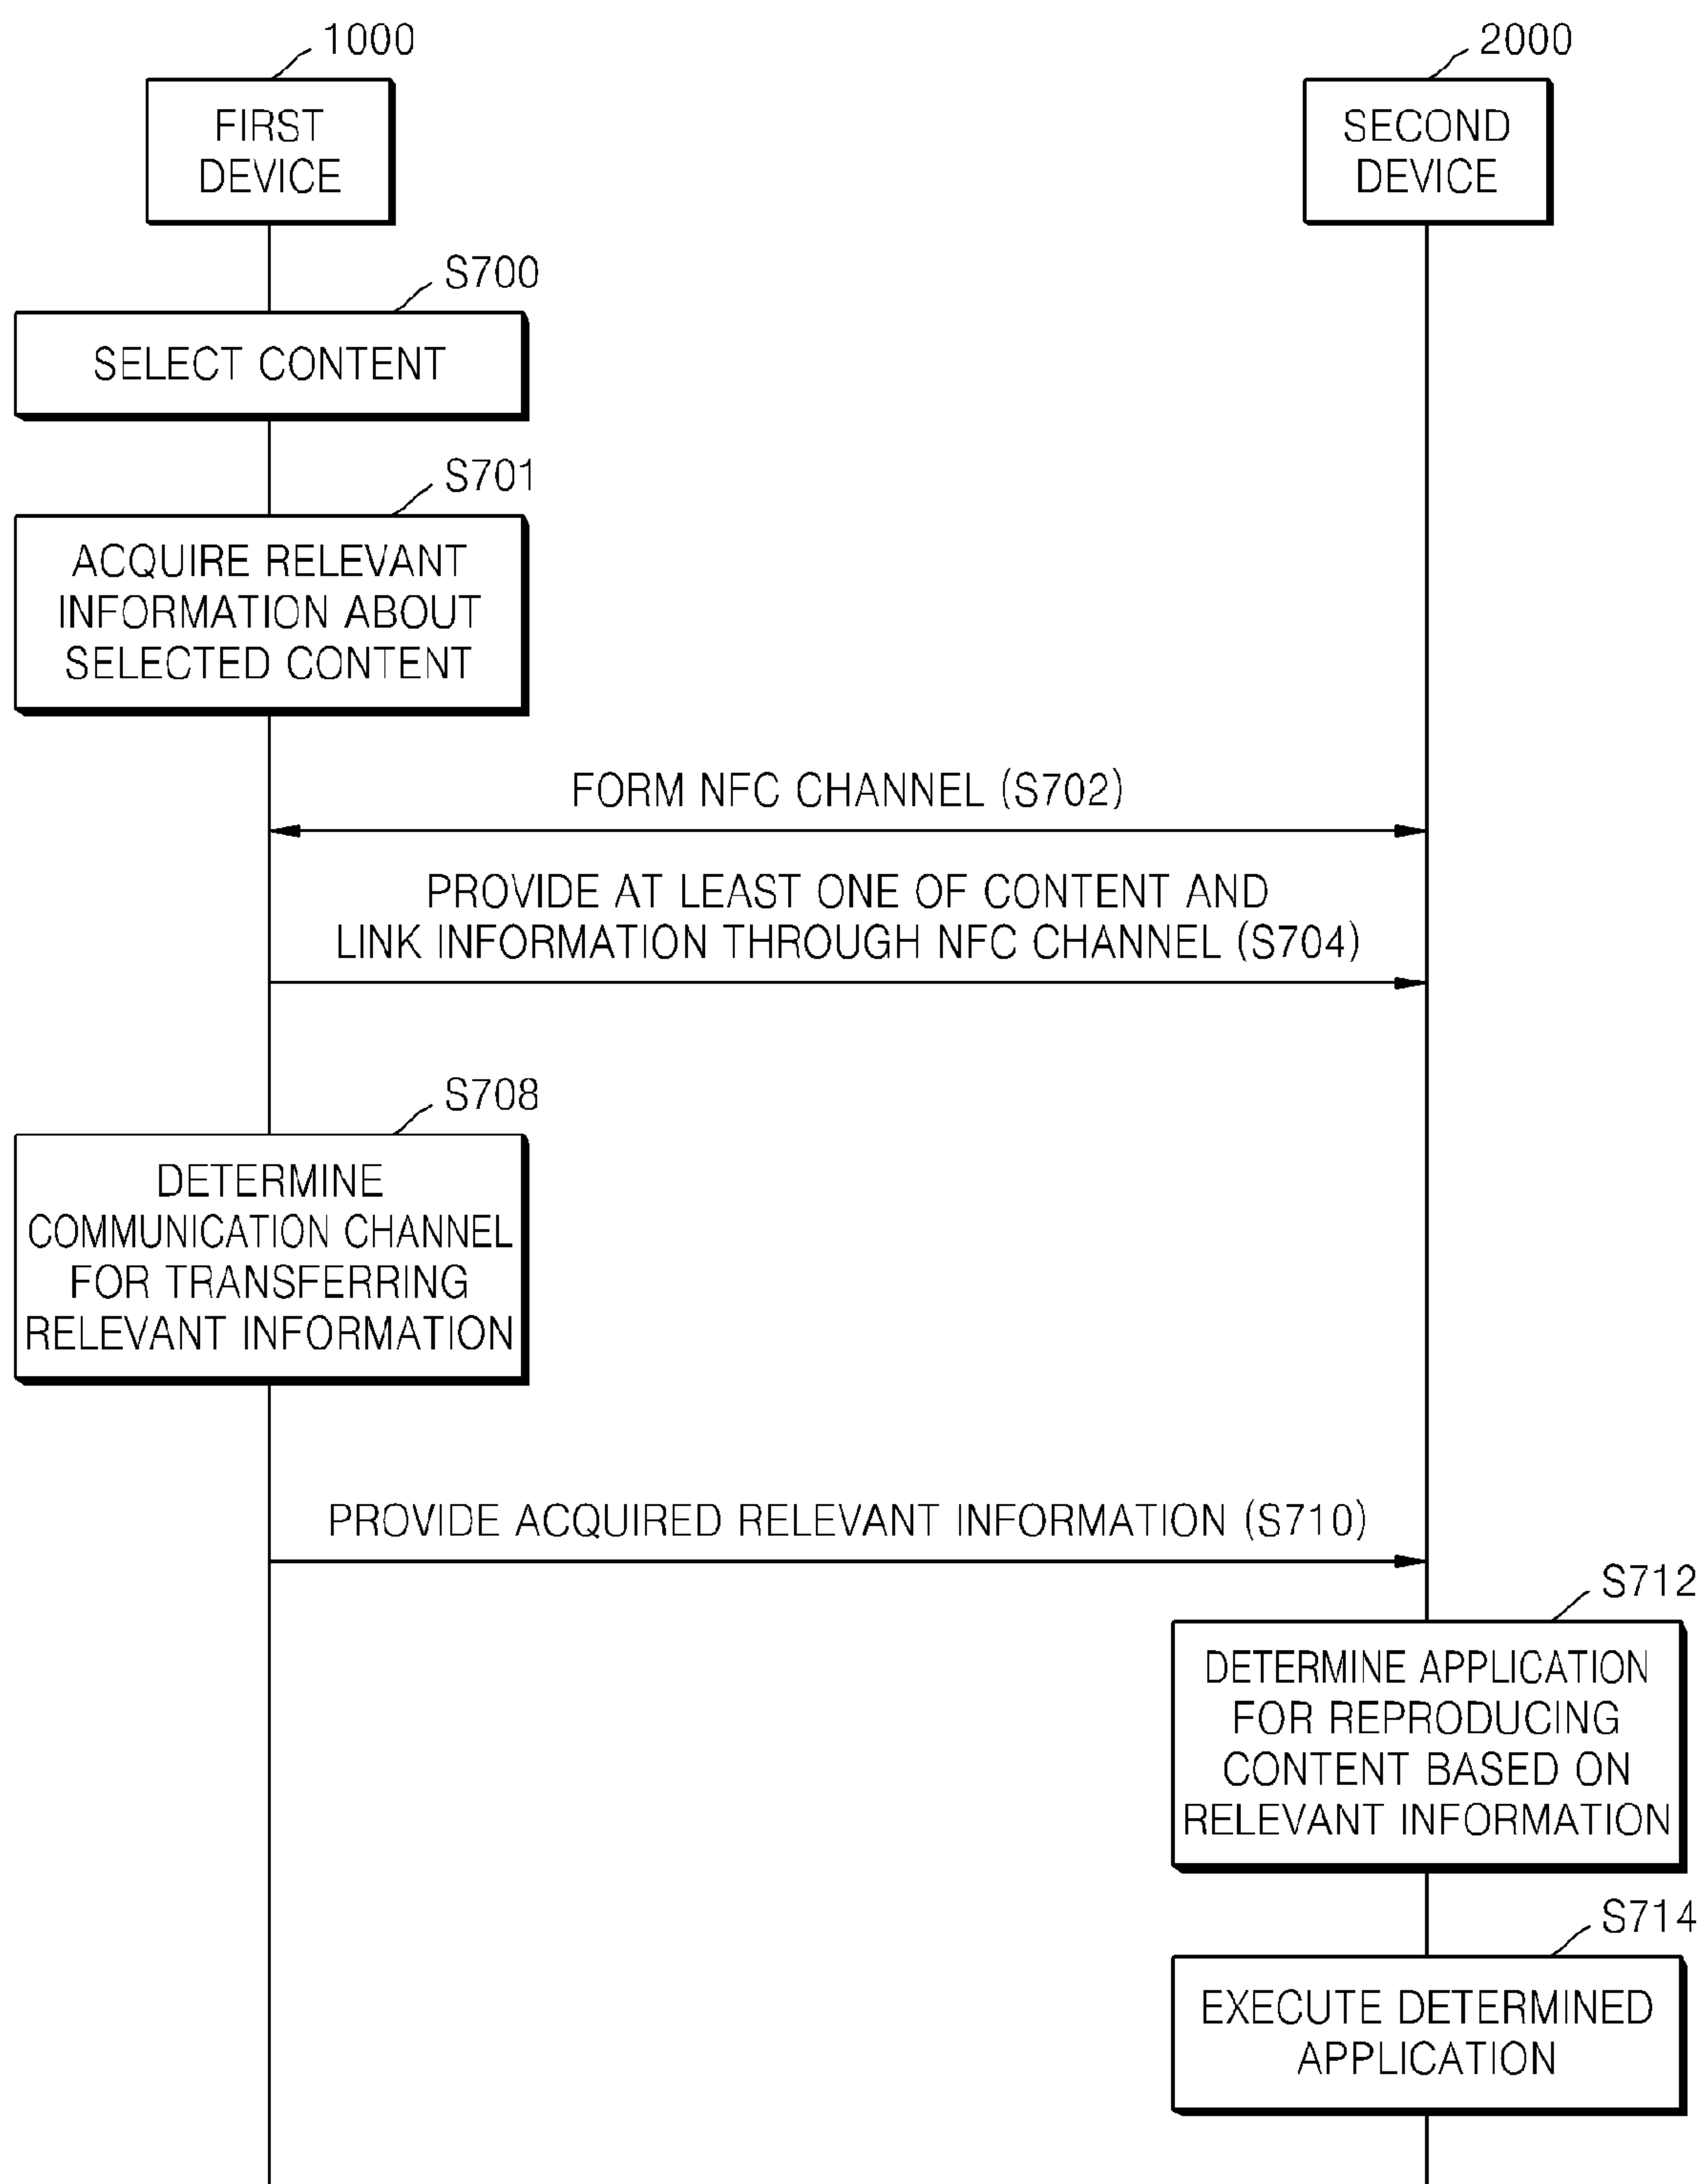 1000
2000
FIRST
DEVICE
SECOND
DEVICE
S700
SELECT CONTENT
S701
ACQUIRE RELEVANT
INFORMATION ABOUT
SELECTED CONTENT
FORM NFC CHANNEL (S702)
PROVIDE AT LEAST ONE OF CONTENT AND
LINK INFORMATION THROUGH NFC CHANNEL (S704)
S708
DETERMINE
COMMUNICATION CHANNEL
FOR TRANSFERRING
RELEVANT INFORMATION
PROVIDE ACQUIRED RELEVANT INFORMATION (S710)
S712
DETERMINE APPLICATION
FOR REPRODUCING
CONTENT BASED ON
RELEVANT INFORMATION
S714
EXECUTE DETERMINED
APPLICATION